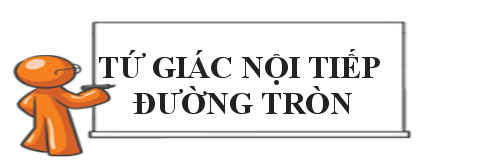 TỨ GIÁC NỘI TIẾP
ĐƯỜNG TRÒN